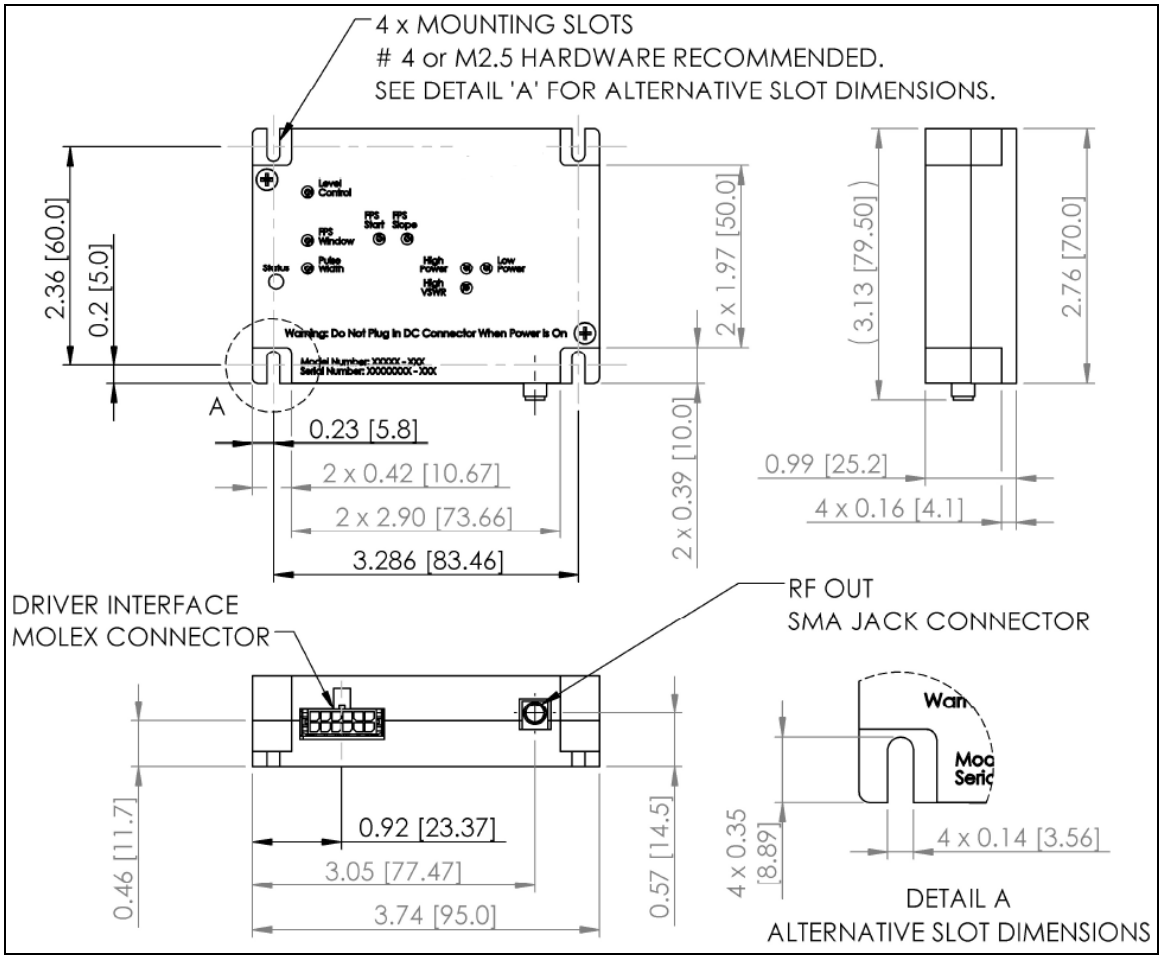 4 x MOUNTING SLOTS
# 4 or M2.5 HARDWARE RECOMMENDED.
SEE DETAIL 'A' FOR ALTERNATIVE SLOT DIMENSIONS.
2.36 [60.0]
0.2 [5.0]
Level
Control
FPS
Start
FPS
Slope
FPS
Window
Pulse
Width
Status
High
Power
Low
Power
High
VSWR
Warning: Do Not Plug In DC Connector When Power is On
Model Number: XXXXX - XXX
Serial Number: XXXXXXXX - XXX
A
2 x 1.97 [50.0]
( 3.13 [79.50] )
2.76 [70.0]
0.23 [5.8]
2 x 0.42 [10.67]
2 x 2.90 [73.66]
3.286 [83.46]
2 x 0.39 [10.0]
0.99 [25.2]
4 x 0.16 [4.1]
DRIVER INTERFACE
MOLEX CONNECTOR
RF OUT
SMA JACK CONNECTOR
0.46 [11.7]
0.92 [23.37]
3.05 [77.47]
3.74 [95.0]
0.57 [14.5]
Warn
Mod
Seric
4 x 0.35
[8.89]
4 x 0.14 [3.56]
DETAIL A
ALTERNATIVE SLOT DIMENSIONS